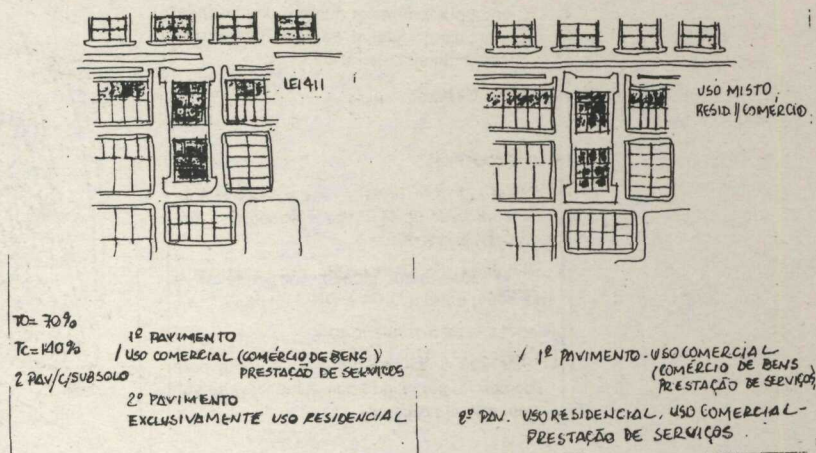 LEI 411
USO MISTO
RESID//COMÉRCIO.
TO= 70%
TC=140%
2 PAV/C/SUBSOLO
1º PAVIMENTO
/ USO COMERCIAL (COMÉRCIO DE BENS)
PRESTAÇÃO DE SERVIÇOS
2º PAVIMENTO
EXCLUSIVAMENTE USO RESIDENCIAL
/ 1º PAVIMENTO - USO COMERCIAL
(COMÉRCIO DE BENS
PRESTAÇÃO DE SERVIÇOS)
2º PAV. USO RESIDENCIAL, USO COMERCIAL -
PRESTAÇÃO DE SERVIÇOS.